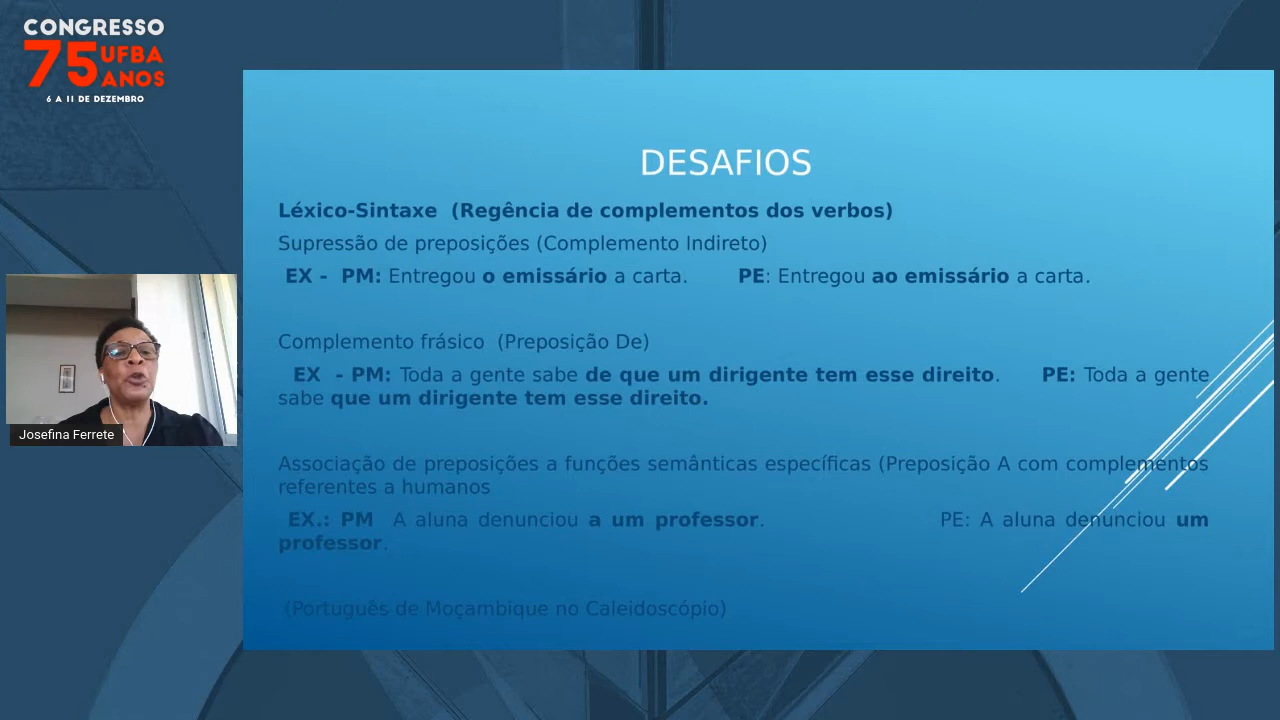 CONGRESSO
75 UFBA
ANOS
6 A 11 DE DEZEMBRO
DESAFIOS
Léxico-Sintaxe (Regência de complementos dos verbos)
Supressão de preposições (Complemento Indireto)
EX - PM: Entregou o emissário a carta. PE: Entregou ao emissário a carta.
Complemento frásico (Preposição De)
EX - PM: Toda a gente sabe de que um dirigente tem esse direito. PE: Toda a gente
sabe que um dirigente tem esse direito.
Josefina Ferrete
Associação de preposições a funções semânticas específicas (Preposição A com complementos
referentes a humanos
EX.: PM A aluna denunciou a um professor. PE: A aluna denunciou um
professor.
(Português de Moçambique no Caleidoscópio)